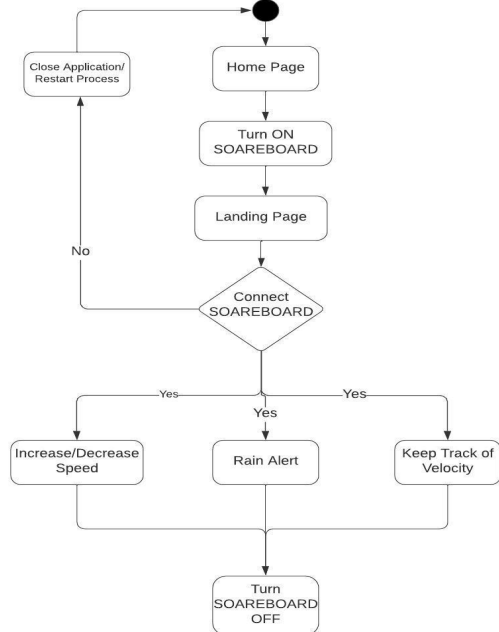 Close Application/
Restart Process
Home Page
Turn ON
SOAREBOARD
Landing Page
No
Connect
SOAREBOARD
Yes
Yes
Yes
Increase/Decrease
Speed
Rain Alert
Keep Track of
Velocity
Turn
SOAREBOARD
OFF